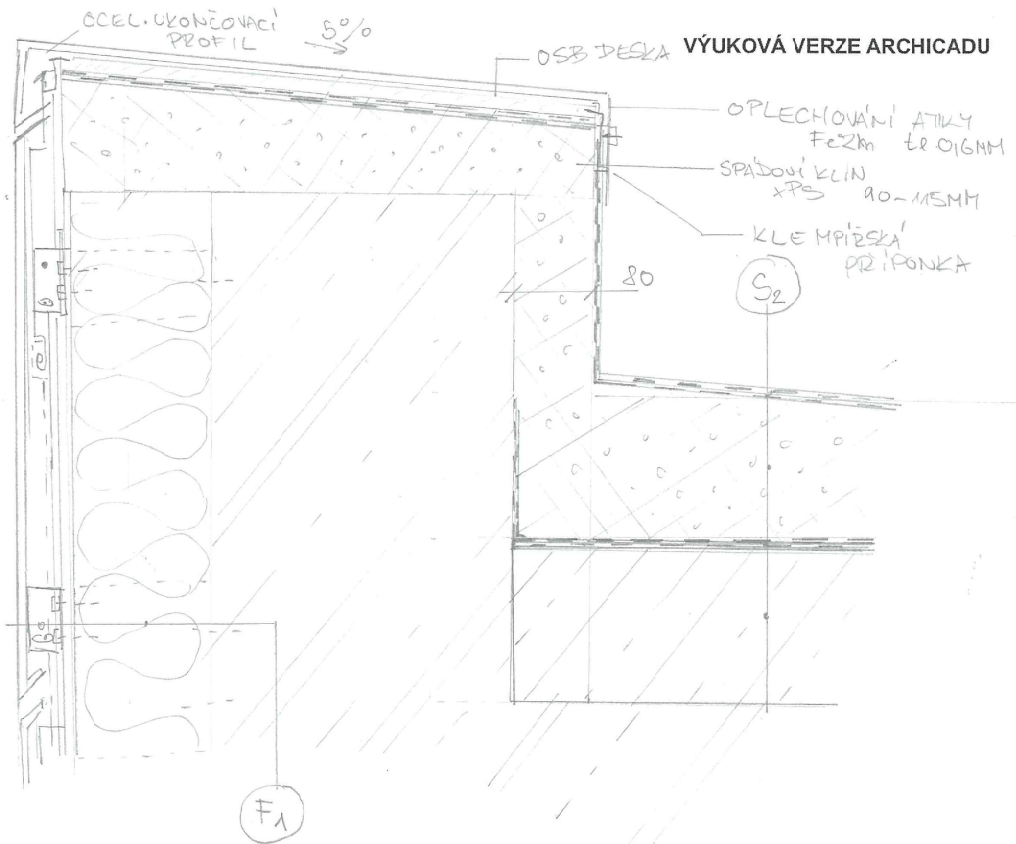 OCEL. UKONČOVACÍ
PROFIL
5%
OSB DESKA
VÝUKOVÁ VERZE ARCHICADU
OPLECHOVÁNÍ ATIKY
FeZn tl. 0,6MM
SPÁDOVÍ KLÍN
XPS 90-115MM
KLEMPÍŘSKÁ
PŘÍPONKA
80
S2
F1